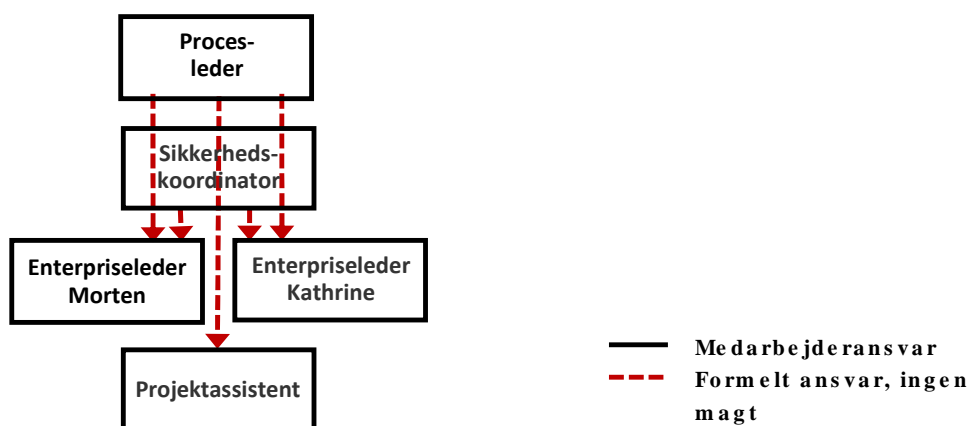 Proces-
leder
Sikkerheds-
koordinator
Enterpriseleder
Morten
Enterpriseleder
Kathrine
Projektassistent
Medarbejderansvar
Formelt ansvar, ingen
magt